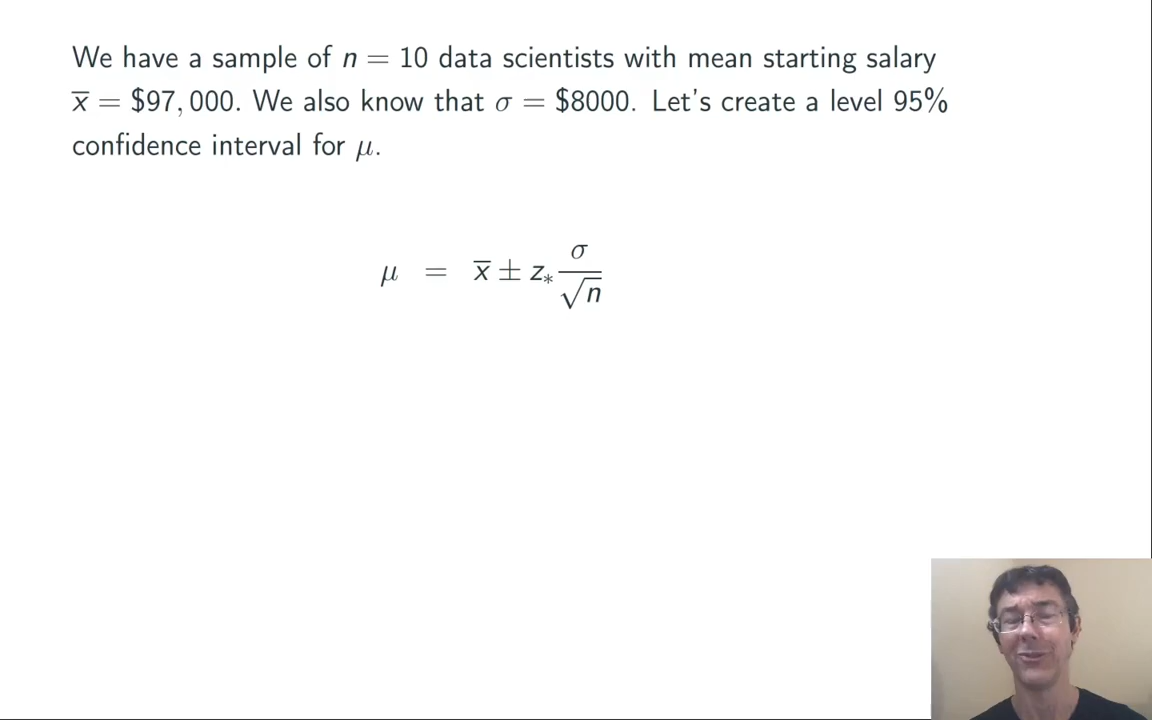 We have a sample of n = 10 data scientists with mean starting salary
x̅ = $97,000. We also know that σ = $8000. Let's create a level 95%
confidence interval for μ.
μ = x̅ ± z* σ/√n